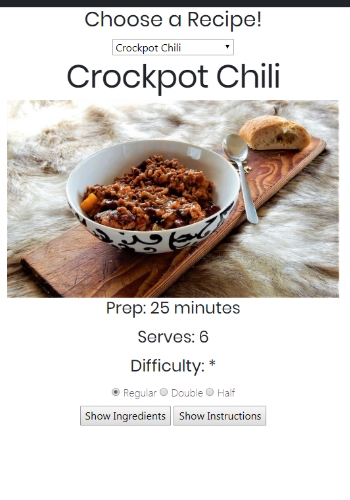 Choose a Recipe!
Crockpot Chili
Crockpot Chili
Prep: 25 minutes
Serves: 6
Difficulty: *
Regular Double Half
Show Ingredients Show Instructions